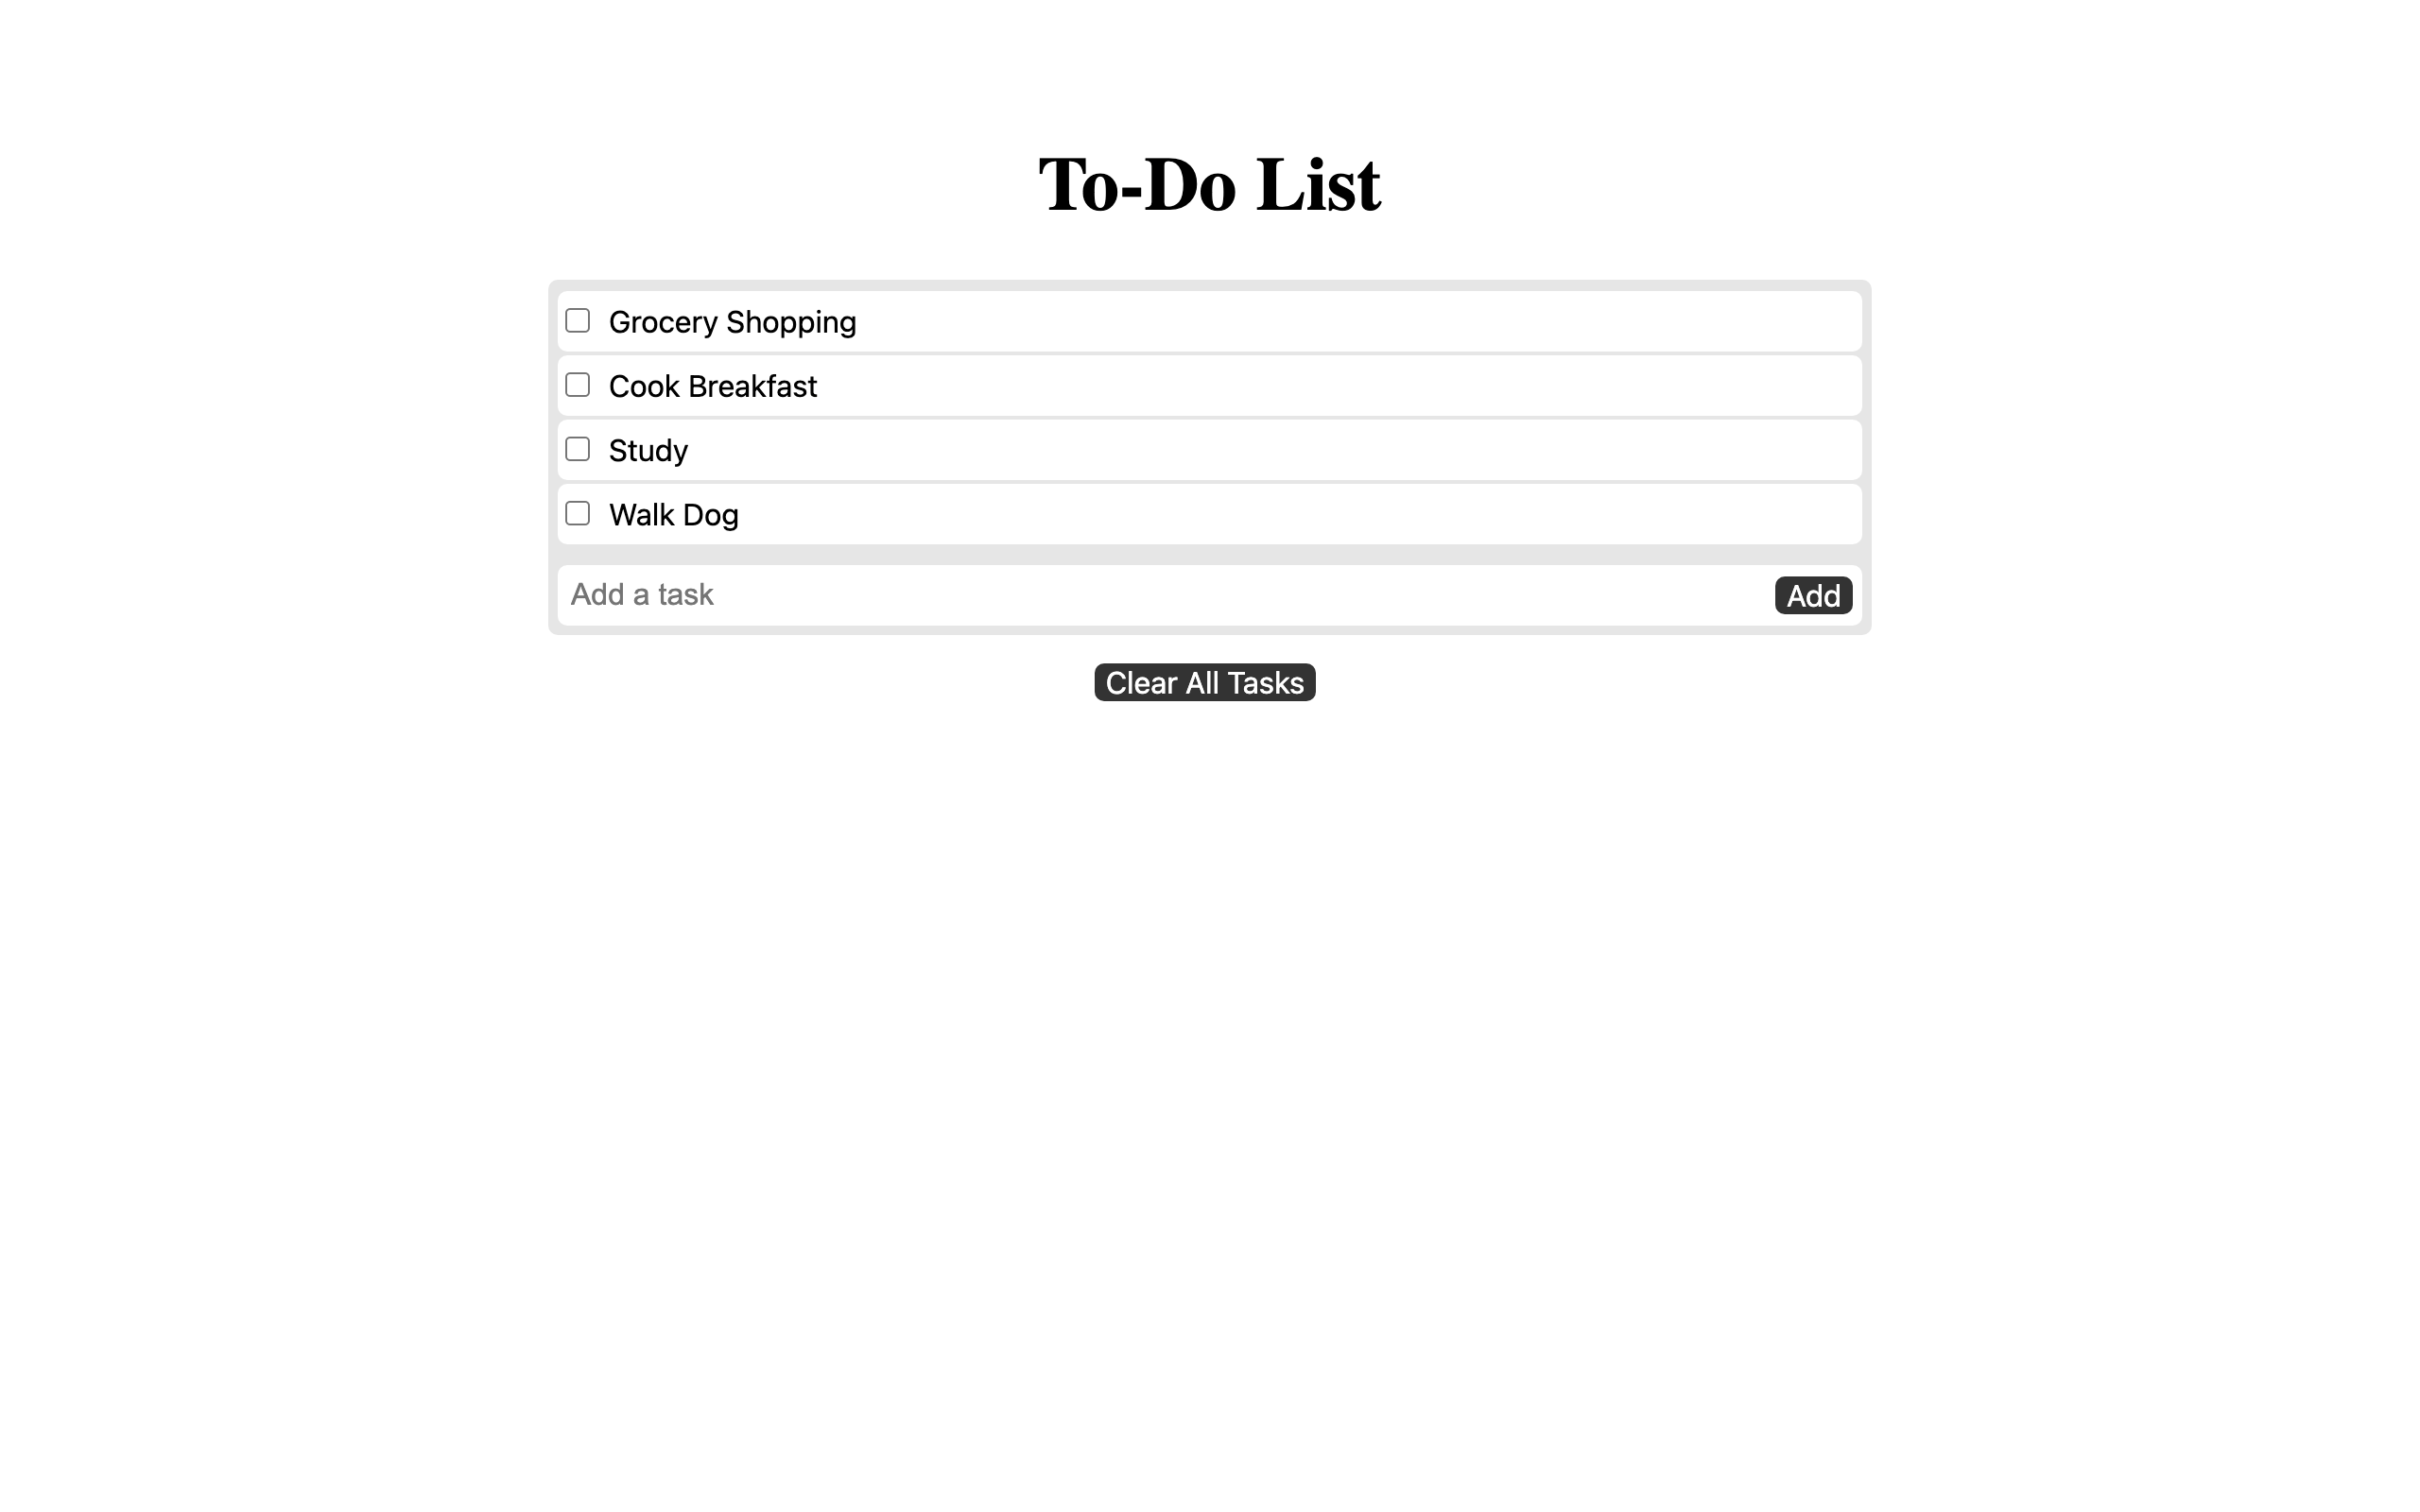 To-Do List
Grocery Shopping
Cook Breakfast
Study
Walk Dog
Add a task
Add
Clear All Tasks